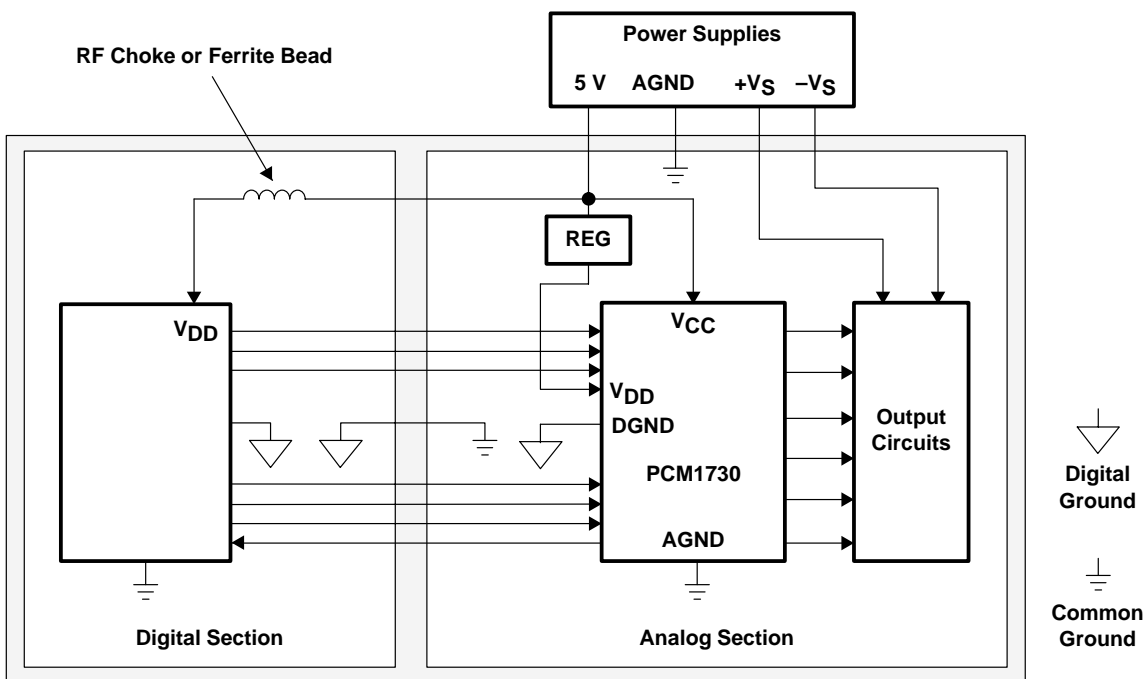 Power Supplies
5 V AGND +VS –VS
RF Choke or Ferrite Bead
REG
VDD
VCC
VDD
DGND
PCM1730
AGND
Output
Circuits
Digital
Ground
Common
Ground
Digital Section
Analog Section